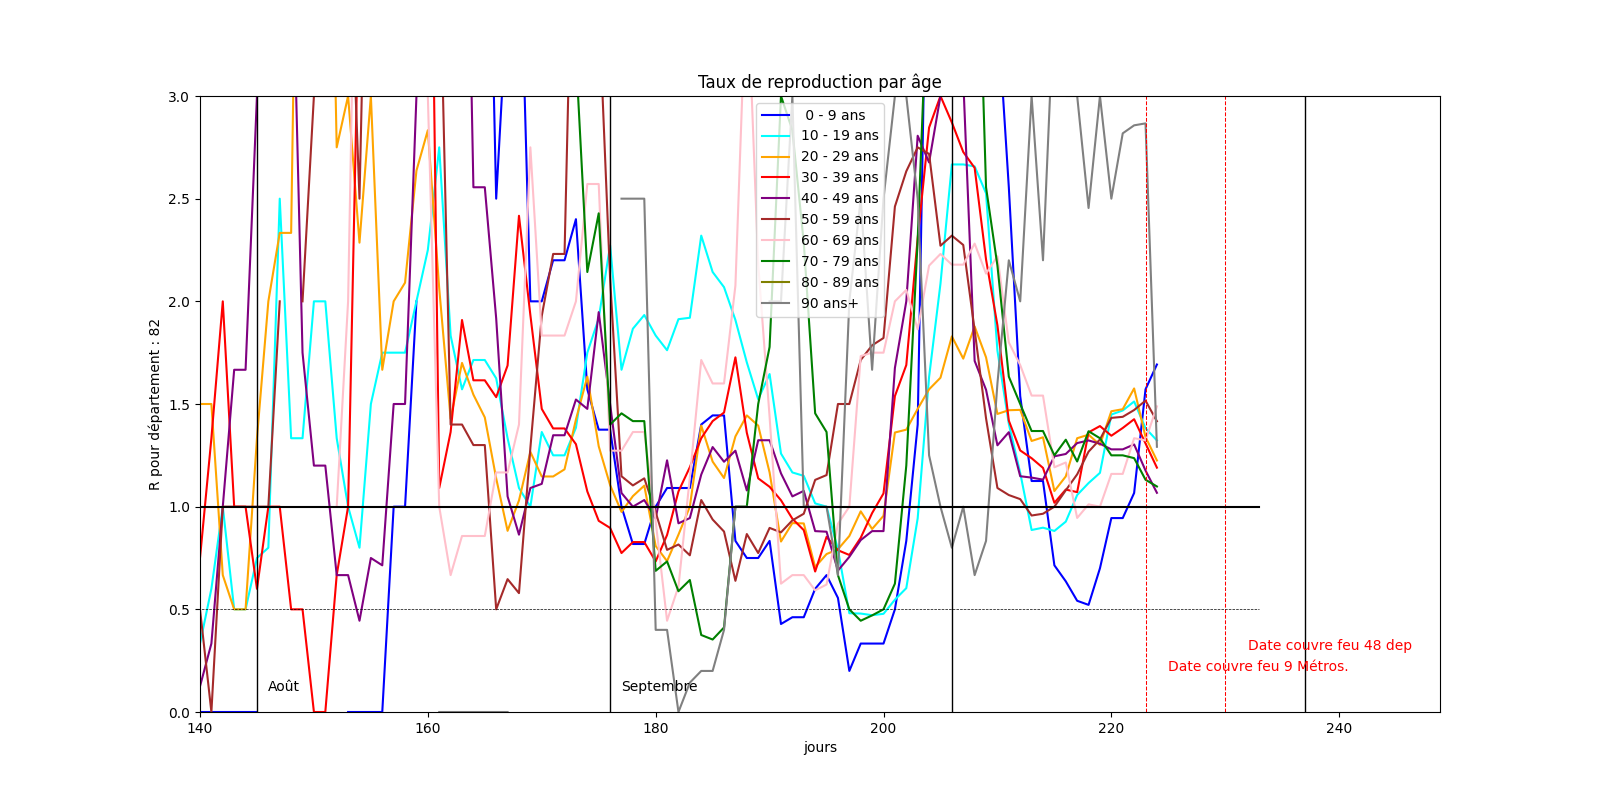 Taux de reproduction par âge
3.0
2.5
2.0
1.5
1.0
0.5
0.0
R pour département : 82
0 - 9 ans
10 - 19 ans
20 - 29 ans
30 - 39 ans
40 - 49 ans
50 - 59 ans
60 - 69 ans
70 - 79 ans
80 - 89 ans
90 ans+
Date couvre feu 48 dep
Date couvre feu 9 Métros.
Août
Septembre
140
160
180
200
220
240
jours